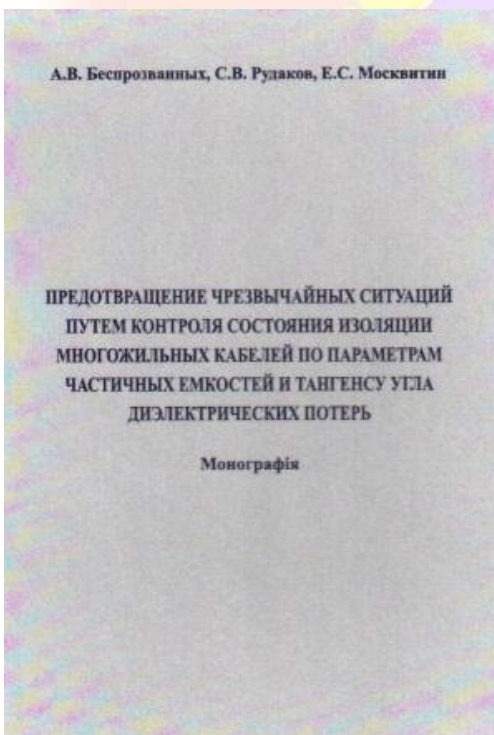 А.В. Беспрозванных, С.В. Рудаков, Е.С. Москвитин
ПРЕДОТВРАЩЕНИЕ ЧРЕЗВЫЧАЙНЫХ СИТУАЦИЙ
ПУТЕМ КОНТРОЛЯ СОСТОЯНИЯ ИЗОЛЯЦИИ
МНОГОЖИЛЬНЫХ КАБЕЛЕЙ ПО ПАРАМЕТРАМ
ЧАСТИЧНЫХ ЕМКОСТЕЙ И ТАНГЕНСУ УГЛА
ДИЭЛЕКТРИЧЕСКИХ ПОТЕРЬ
Монографія